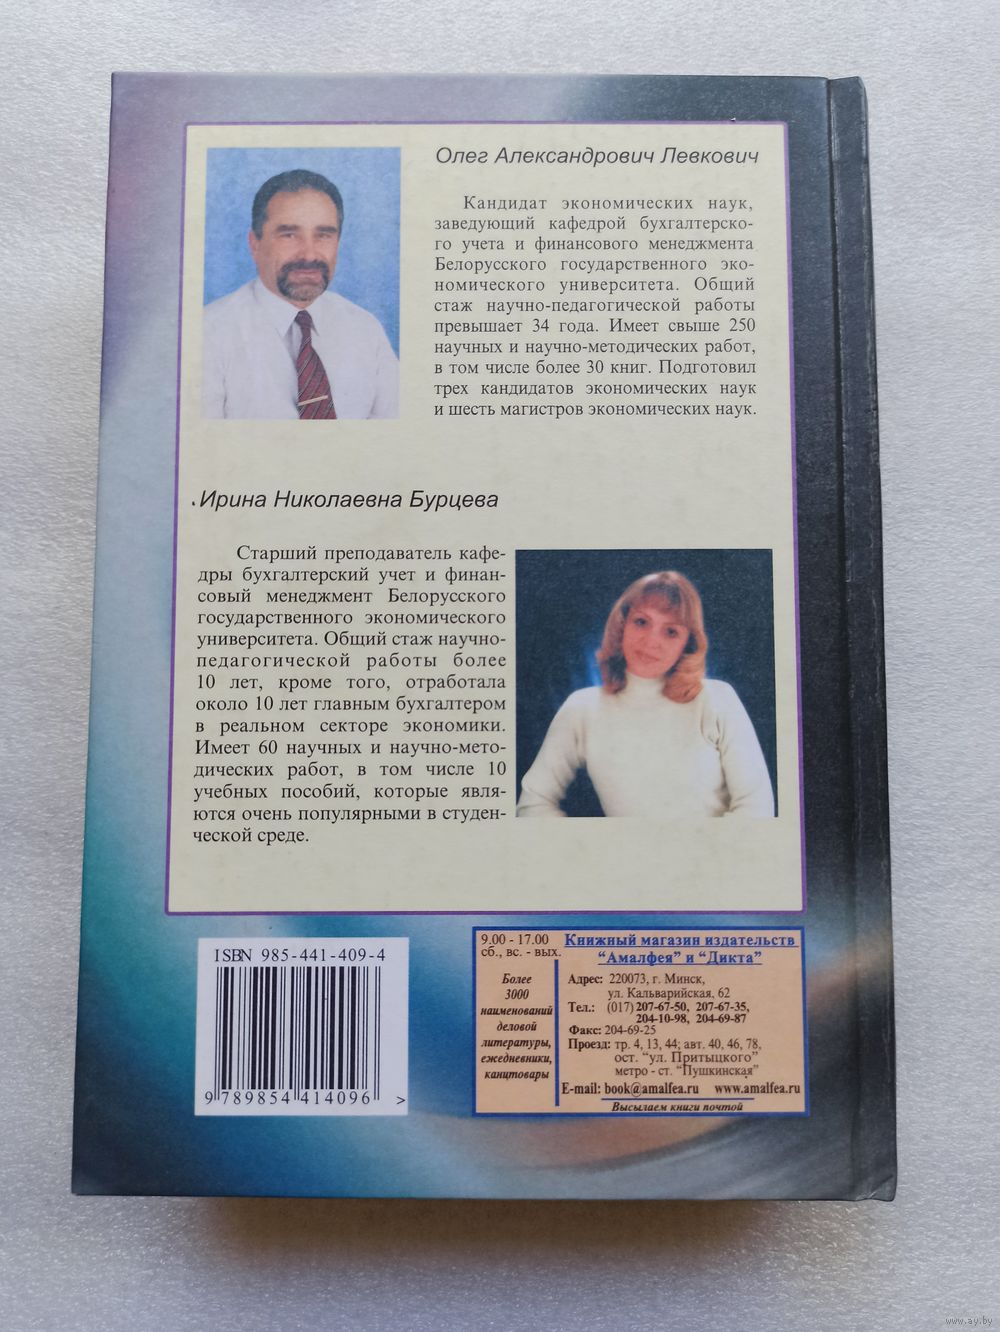 Олег Александрович Левкович
Кандидат экономических наук,
заведующий кафедрой бухгалтерско-
го учета и финансового менеджмента
Белорусского государственного эко-
номического университета. Общий
стаж научно-педагогической работы
превышает 34 года. Имеет свыше 250
научных и научно-методических работ,
в том числе более 30 книг. Подготовил
трех кандидатов экономических наук
и шесть магистров экономических наук.
Ирина Николаевна Бурцева
Старший преподаватель кафе-
дры бухгалтерский учет и финан-
совый менеджмент Белорусского
государственного экономического
университета. Общий стаж научно-
педагогической работы более
10 лет, кроме того, отработала
около 10 лет главным бухгалтером
в реальном секторе экономики.
Имеет 60 научных и научно-мето-
дических работ, в том числе 10
учебных пособий, которые явля-
ются очень популярными в студен-
ческой среде.
ISBN 985-441-409-4
9 789854 414096 >
9.00 - 17.00
сб., вс. - вых.
Более
3000
наименований
деловой
литературы,
ежедневники,
канцтовары
Книжный магазин издательств
“Амалфея” и “Дикта”
Адрес: 220073, г. Минск,
ул. Кальварийская, 62
Тел.: (017) 207-67-50, 207-67-35,
204-10-98, 204-69-87
Факс: 204-69-25
Проезд: тр. 4, 13, 44; авт. 40, 46, 78,
ост. “ул. Притыцкого”
метро - ст. “Пушкинская”
E-mail: book@amalfea.ru www.amalfea.ru
Высылаем книги почтой
www.ay.by